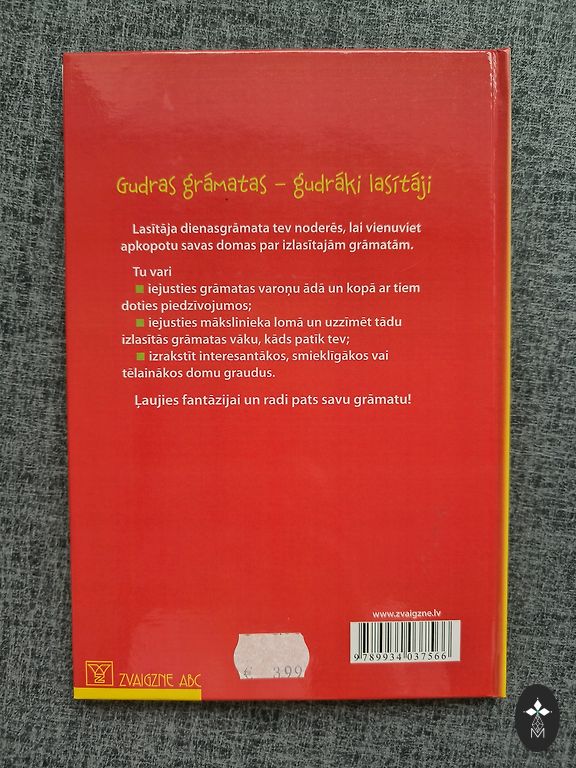 Gudras grāmatas – gudrāki lasītāji
Lasītāja dienasgrāmata tev noderēs, lai vienuviet
apkopotu savas domas par izlasītajām grāmatām.
Tu vari
■ iejusties grāmatas varoņu ādā un kopā ar tiem
doties piedzīvojumos;
■ iejusties mākslinieka lomā un uzzīmēt tādu
izlasītās grāmatas vāku, kāds patīk tev;
■ izrakstīt interesantākos, smieklīgākos vai
tēlainākos domu graudus.
Ļaujies fantāzijai un radi pats savu grāmatu!
www.zvaigzne.lv
9789934037566
€ 3.99
ZVAIGZNE ABC
M